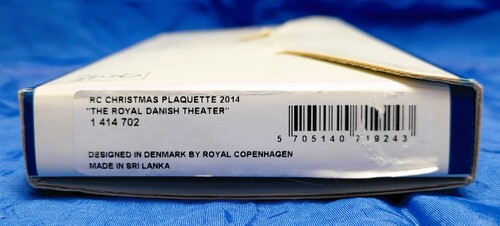 RC CHRISTMAS PLAQUETTE 2014
"THE ROYAL DANISH THEATER"
1 414 702
5 705140 719243
DESIGNED IN DENMARK BY ROYAL COPENHAGEN
MADE IN SRI LANKA